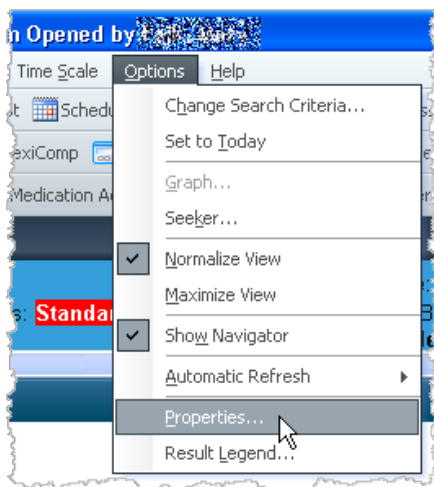 n Opened by
Time Scale Options Help
Change Search Criteria...
Set to Today
Schedu
exiComp
Graph...
Medication A
Seeker...
Normalize View
Maximize View
s: Standar
Show Navigator
Automatic Refresh
Properties...
Result Legend...